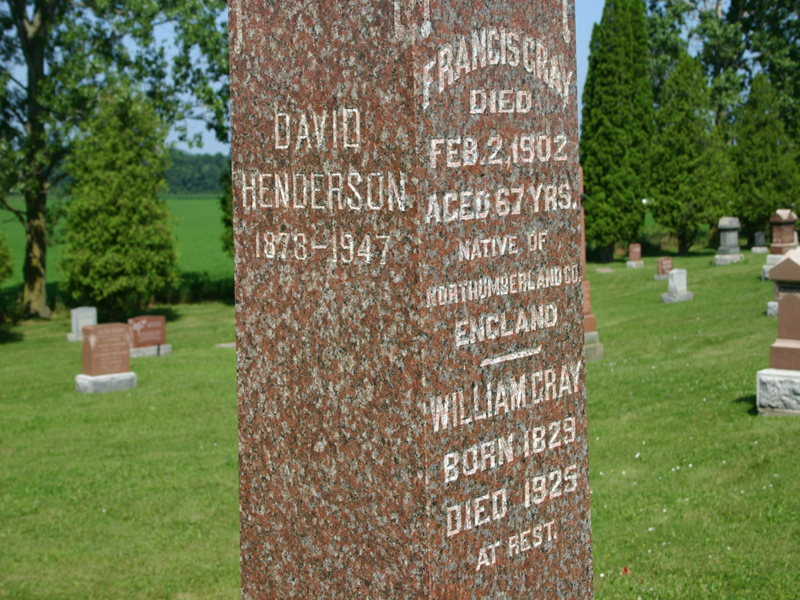 DAVID
HENDERSON
1878-1947
FRANCIS GRAY
DIED
FEB. 2, 1902
AGED 67 YRS.
NATIVE OF
NORTHUMBERLAND CO.
ENGLAND
WILLIAM GRAY
BORN 1829
DIED 1925
AT REST.